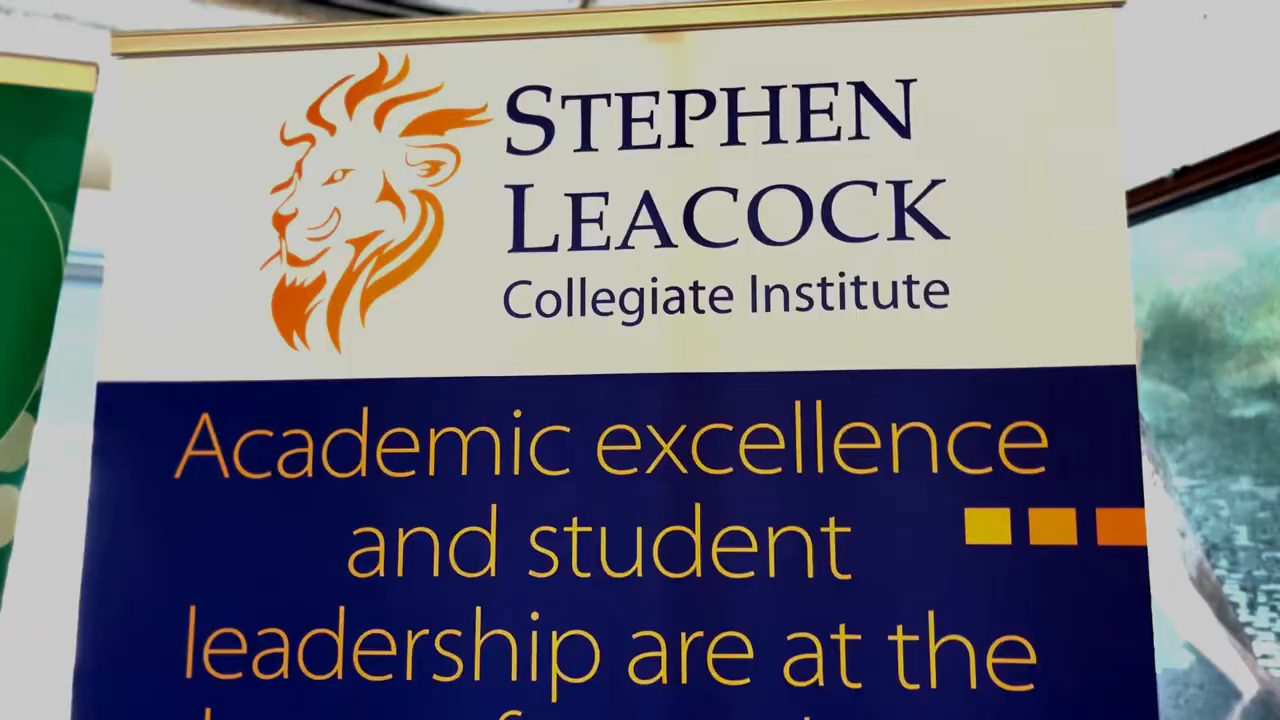 STEPHEN
LEACOCK
Collegiate Institute
Academic excellence
and student
leadership are at the